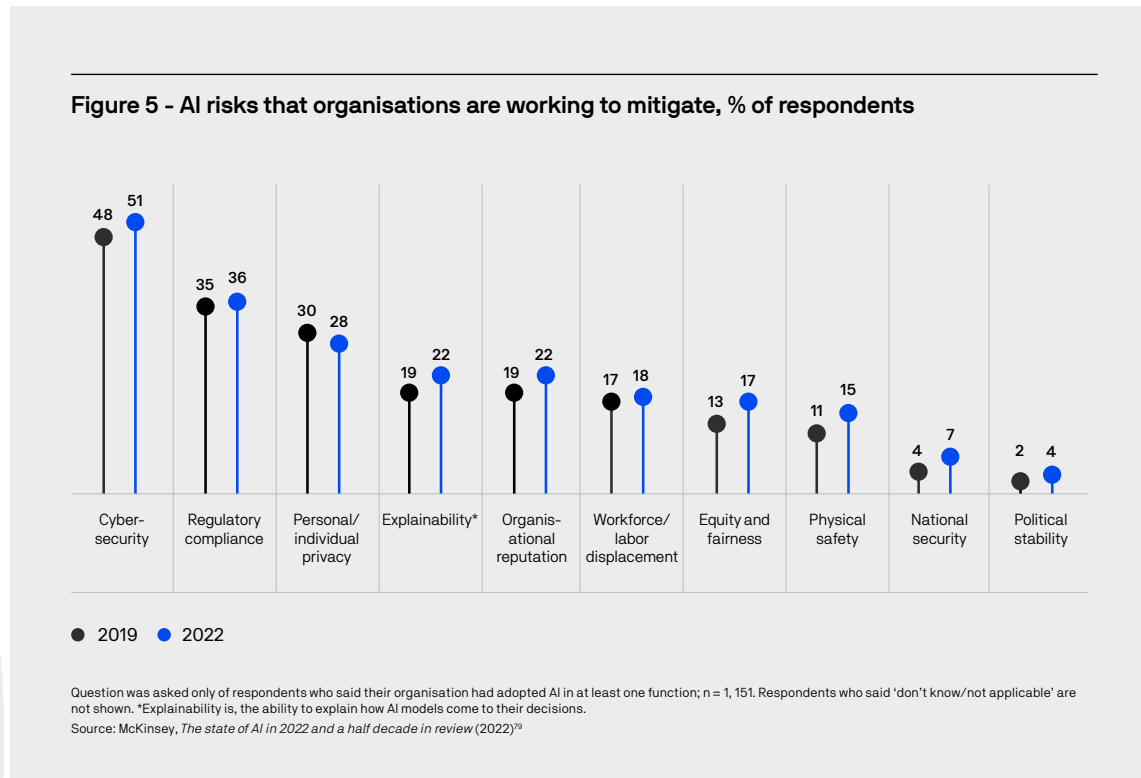 Figure 5 - AI risks that organisations are working to mitigate, % of respondents
48
51
35
36
30
28
19
22
19
22
17
18
13
17
11
15
4
7
2
4
Cyber-
security
Regulatory
compliance
Personal/
individual
privacy
Explainability*
Organis-
ational
reputation
Workforce/
labor
displacement
Equity and
fairness
Physical
safety
National
security
Political
stability
2019
2022
Question was asked only of respondents who said their organisation had adopted AI in at least one function; n = 1, 151. Respondents who said ‘don’t know/not applicable’ are
not shown. *Explainability is, the ability to explain how AI models come to their decisions.
Source: McKinsey, The state of AI in 2022 and a half decade in review (2022)⁷⁹